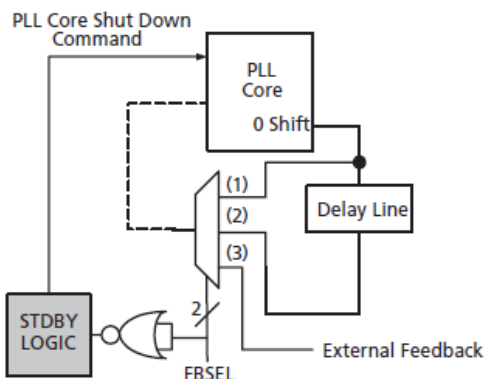 PLL Core Shut Down
Command
PLL
Core
0 Shift
(1)
(2)
Delay Line
(3)
2
STDBY
LOGIC
External Feedback
FBSEL